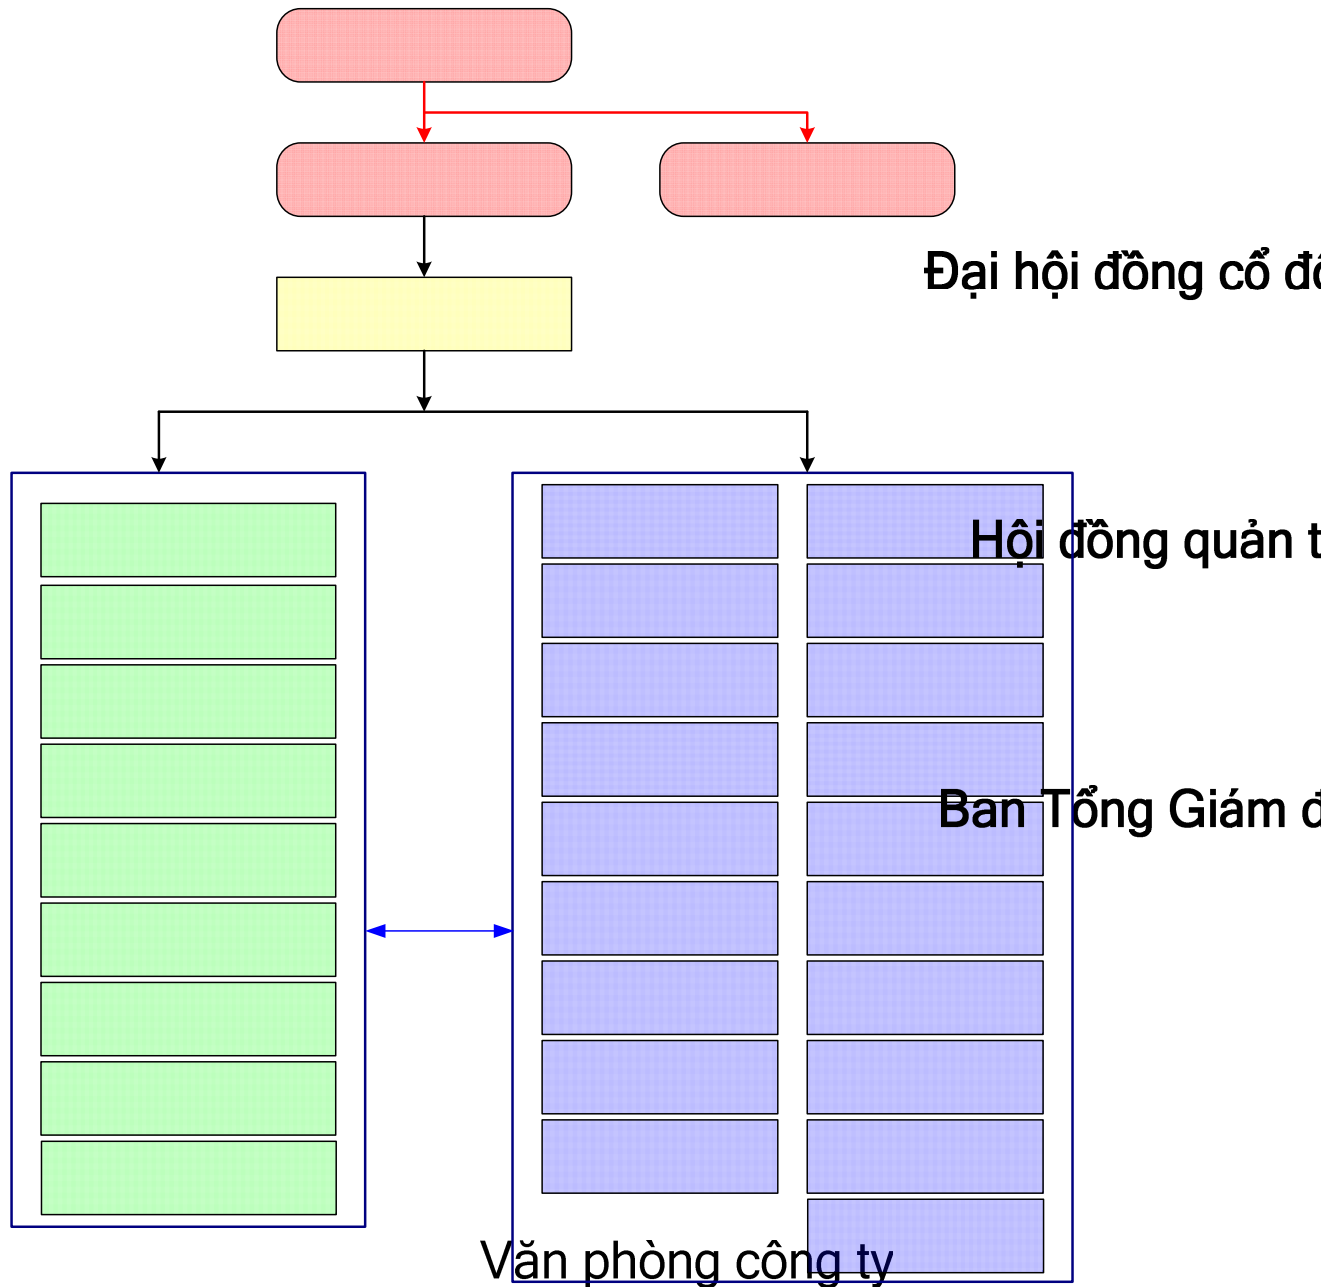 Đại hội đồng cổ
Hội đồng quản
Ban Tổng Giám
Văn phòng công ty